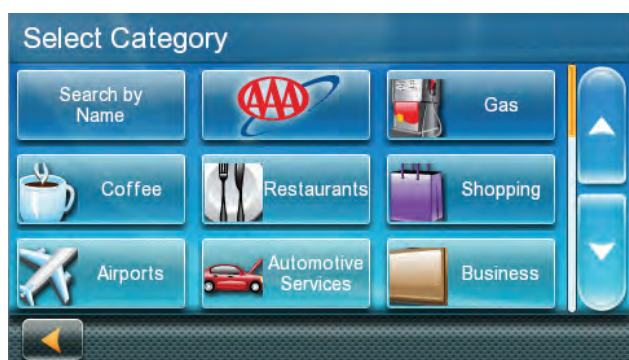 Select Category
Search by
Name
AAA
Gas
Coffee
Restaurants
Shopping
Airports
Automotive
Services
Business